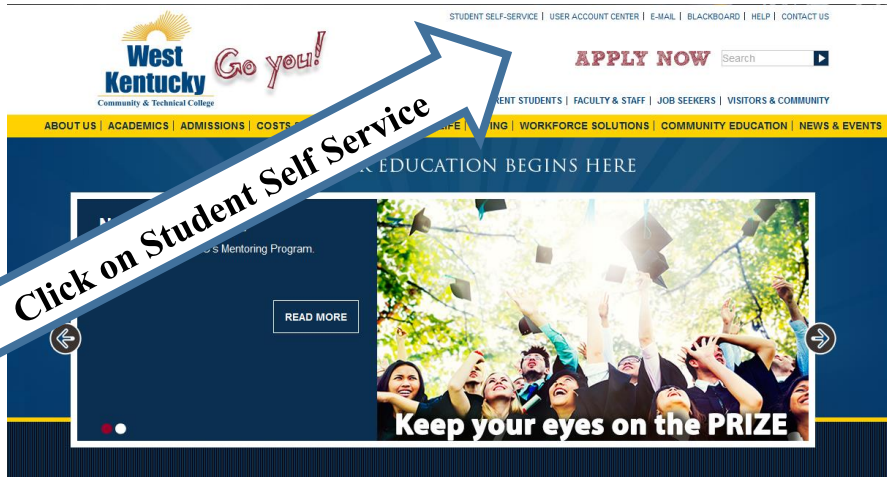 STUDENT SELF-SERVICE | USER ACCOUNT CENTER | E-MAIL | BLACKBOARD | HELP | CONTACT US
West
Kentucky
Community & Technical College
Go you!
APPLY NOW
Search
STUDENTS | FACULTY & STAFF | JOB SEEKERS | VISITORS & COMMUNITY
ABOUT US | ACADEMICS | ADMISSIONS | COSTS
| WORKFORCE SOLUTIONS | COMMUNITY EDUCATION | NEWS & EVENTS
EDUCATION BEGINS HERE
Click on Student Self Service
Mentoring Program.
READ MORE
Keep your eyes on the PRIZE